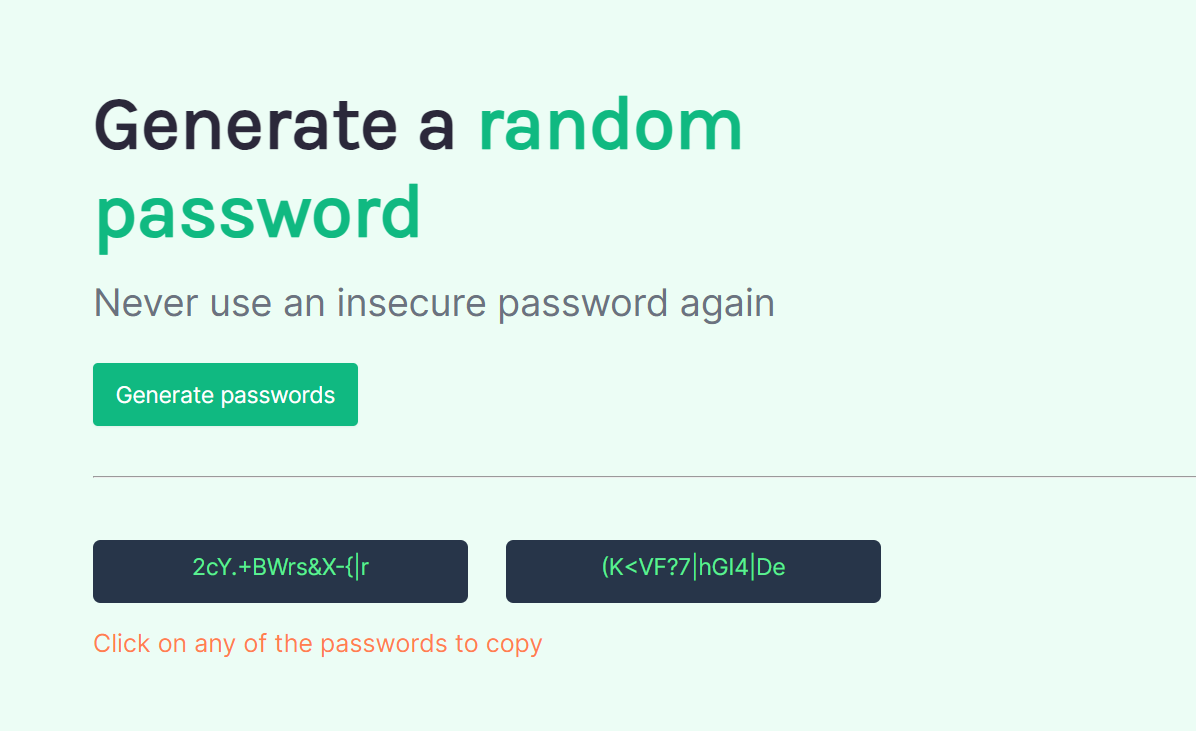 Generate a random
password
Never use an insecure password again
Generate passwords
2cY.+BWrs&X-{|r
(K<VF?7|hGI4|De
Click on any of the passwords to copy